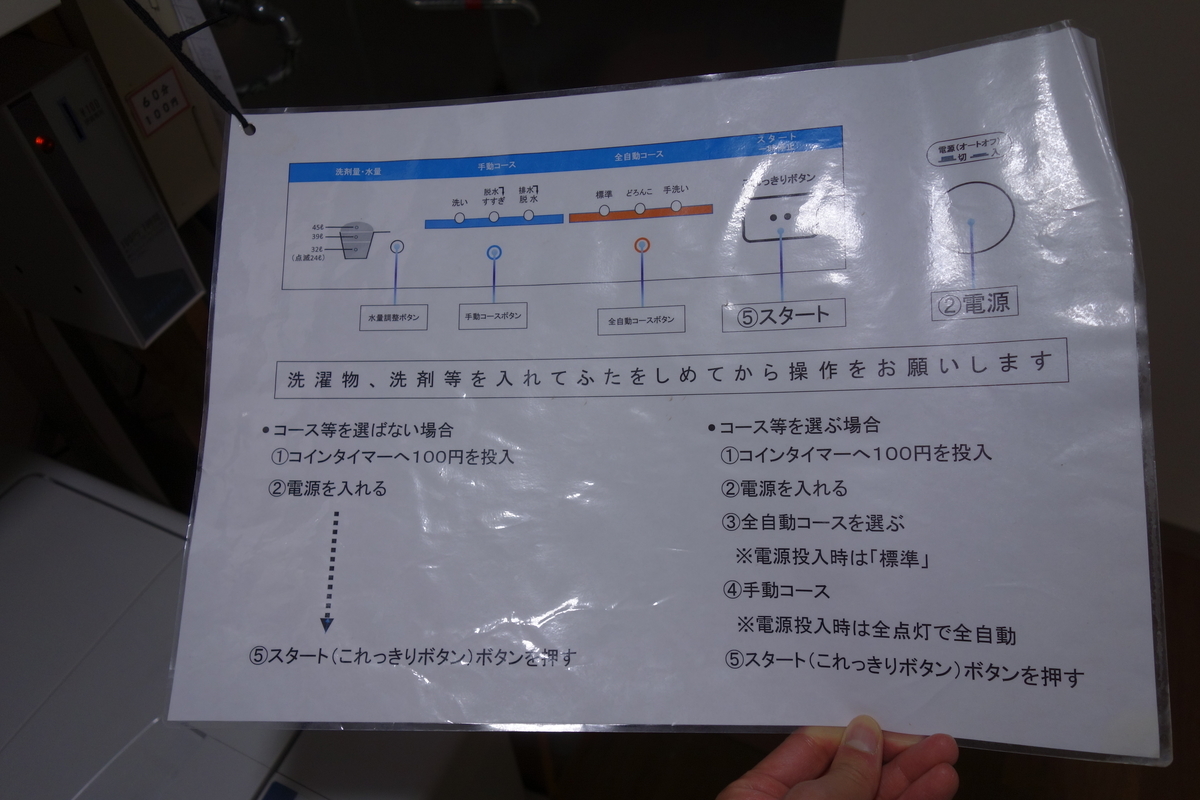 60分
100円
洗剤量・水量
手動コース
全自動コース
スタート
電源(オートオフ)
切 入
洗い
脱水
すすぎ
排水
脱水
標準
どろんこ
手洗い
れっきりボタン
45ℓ
39ℓ
32ℓ
(点滅24ℓ)
水量調整ボタン
手動コースボタン
全自動コースボタン
⑤スタート
②電源
洗濯物、洗剤等を入れてふたをしめてから操作をお願いします
●コース等を選ばない場合
①コインタイマーへ100円を投入
②電源を入れる
⑤スタート(これっきりボタン)ボタンを押す
●コース等を選ぶ場合
①コインタイマーへ100円を投入
②電源を入れる
③全自動コースを選ぶ
※電源投入時は「標準」
④手動コース
※電源投入時は全点灯で全自動
⑤スタート(これっきりボタン)ボタンを押す